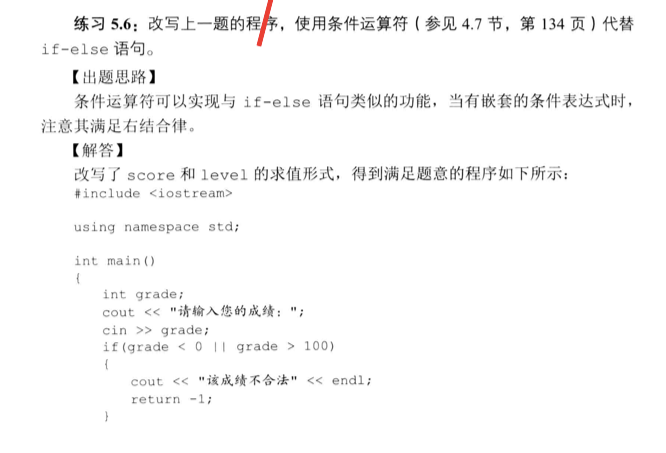 练习 5.6：改写上一题的程序，使用条件运算符（参见 4.7 节，第 134 页）代替
if-else 语句。
【出题思路】
条件运算符可以实现与 if-else 语句类似的功能，当有嵌套的条件表达式时，
注意其满足右结合律。
【解答】
改写了 score 和 level 的求值形式，得到满足题意的程序如下所示：
#include <iostream>
using namespace std;
int main()
{
int grade;
cout << "请输入您的成绩：";
cin >> grade;
if(grade < 0 || grade > 100)
{
cout << "该成绩不合法" << endl;
return -1;
}